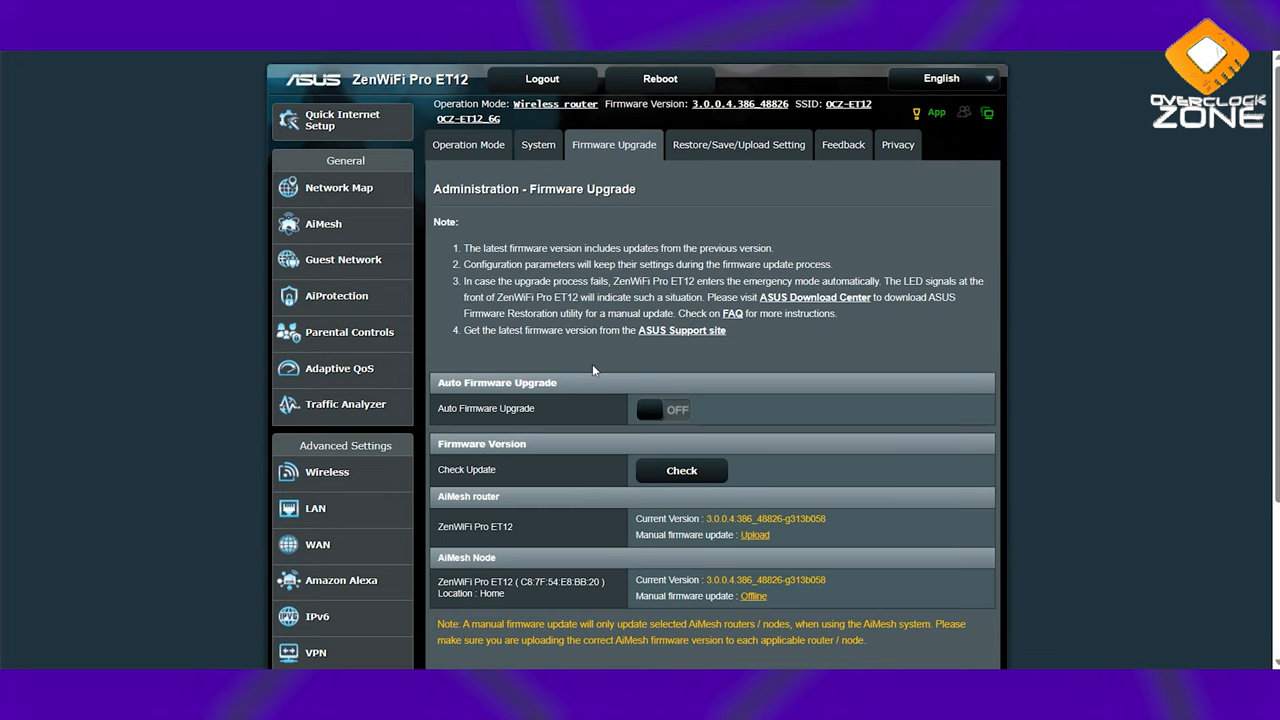 OVERCLOCK
ZONE
ASUS ZenWiFi Pro ET12 Logout Reboot English
Operation Mode: Wireless router Firmware Version: 3.0.0.4.386_48826 SSID: OCZ-ET12
OCZ-ET12_6G
App
Quick Internet
Setup
General
Network Map
AiMesh
Guest Network
AiProtection
Parental Controls
Adaptive QoS
Traffic Analyzer
Advanced Settings
Wireless
LAN
WAN
Amazon Alexa
IPv6
VPN
Operation Mode System Firmware Upgrade Restore/Save/Upload Setting Feedback Privacy
Administration - Firmware Upgrade
Note:
1. The latest firmware version includes updates from the previous version.
2. Configuration parameters will keep their settings during the firmware update process.
3. In case the upgrade process fails, ZenWiFi Pro ET12 enters the emergency mode automatically. The LED signals at the
front of ZenWiFi Pro ET12 will indicate such a situation. Please visit ASUS Download Center to download ASUS
Firmware Restoration utility for a manual update. Check on FAQ for more instructions.
4. Get the latest firmware version from the ASUS Support site
Auto Firmware Upgrade
Auto Firmware Upgrade OFF
Firmware Version
Check Update Check
AiMesh router
ZenWiFi Pro ET12
Current Version : 3.0.0.4.386_48826-g313b058
Manual firmware update : Upload
AiMesh Node
ZenWiFi Pro ET12 ( C8:7F:54:E8:BB:20 )
Location : Home
Current Version : 3.0.0.4.386_48826-g313b058
Manual firmware update : Offline
Note: A manual firmware update will only update selected AiMesh routers / nodes, when using the AiMesh system. Please
make sure you are uploading the correct AiMesh firmware version to each applicable router / node.